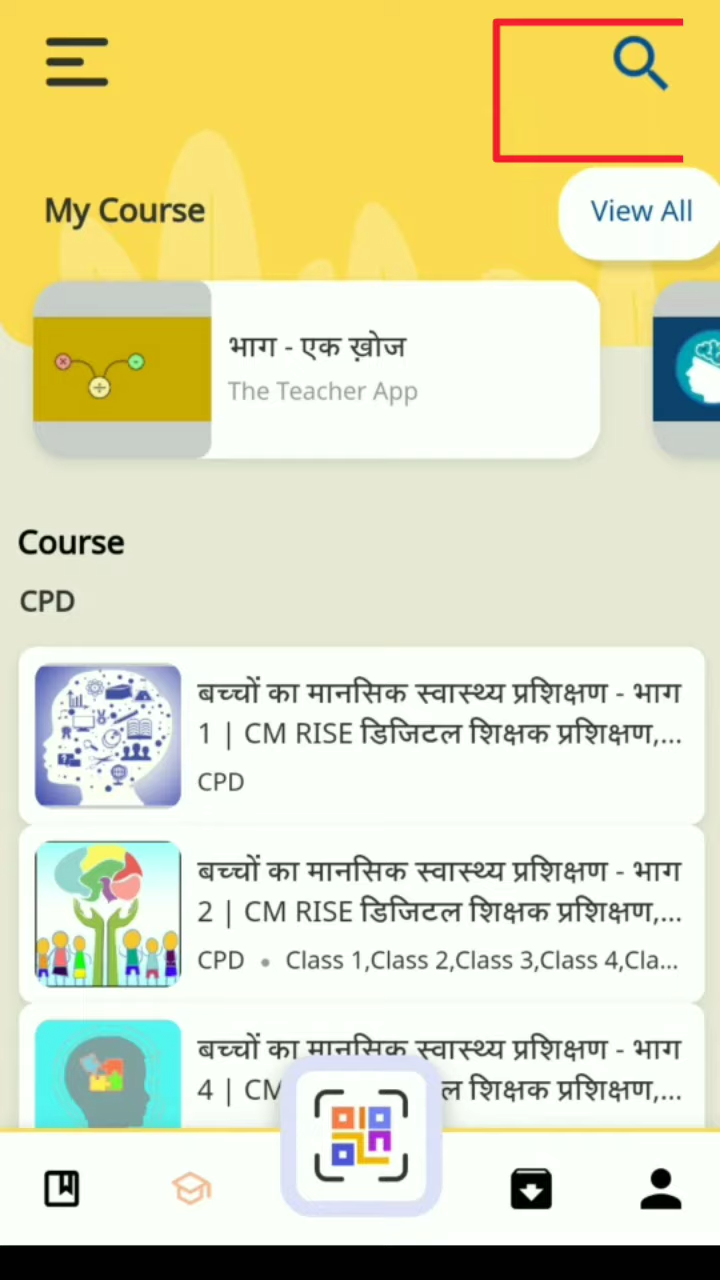 My Course
View All
भाग - एक ख़ोज
The Teacher App
Course
CPD
बच्चों का मानसिक स्वास्थ्य प्रशिक्षण - भाग
1 | CM RISE डिजिटल शिक्षक प्रशिक्षण,...
CPD
बच्चों का मानसिक स्वास्थ्य प्रशिक्षण - भाग
2 | CM RISE डिजिटल शिक्षक प्रशिक्षण,...
CPD • Class 1,Class 2,Class 3,Class 4,Cla...
बच्चों का मानसिक स्वास्थ्य प्रशिक्षण - भाग
4 | CM ल शिक्षक प्रशिक्षण,...